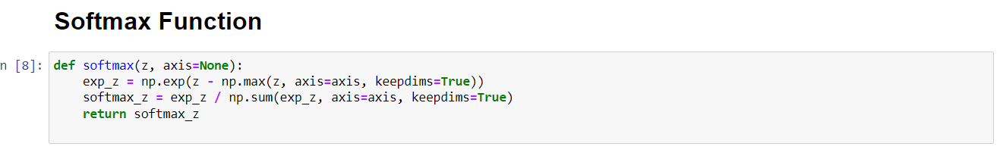 Softmax Function
n [8]: def softmax(z, axis=None):
    exp_z = np.exp(z - np.max(z, axis=axis, keepdims=True))
    softmax_z = exp_z / np.sum(exp_z, axis=axis, keepdims=True)
    return softmax_z